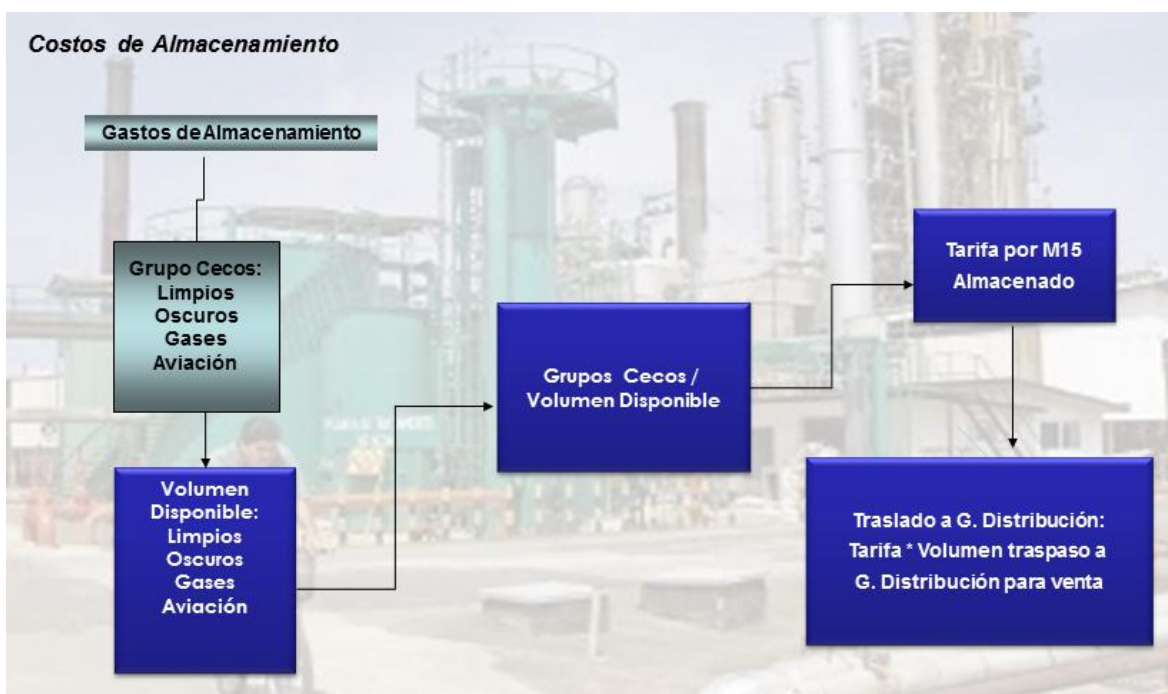 Costos de Almacenamiento
Gastos de Almacenamiento
Grupo Cecos:
Limpios
Oscuros
Gases
Aviación
Volumen
Disponible:
Limpios
Oscuros
Gases
Aviación
Grupos Cecos /
Volumen Disponible
Tarifa por M15
Almacenado
Traslado a G. Distribución:
Tarifa * Volumen traspaso a
G. Distribución para venta